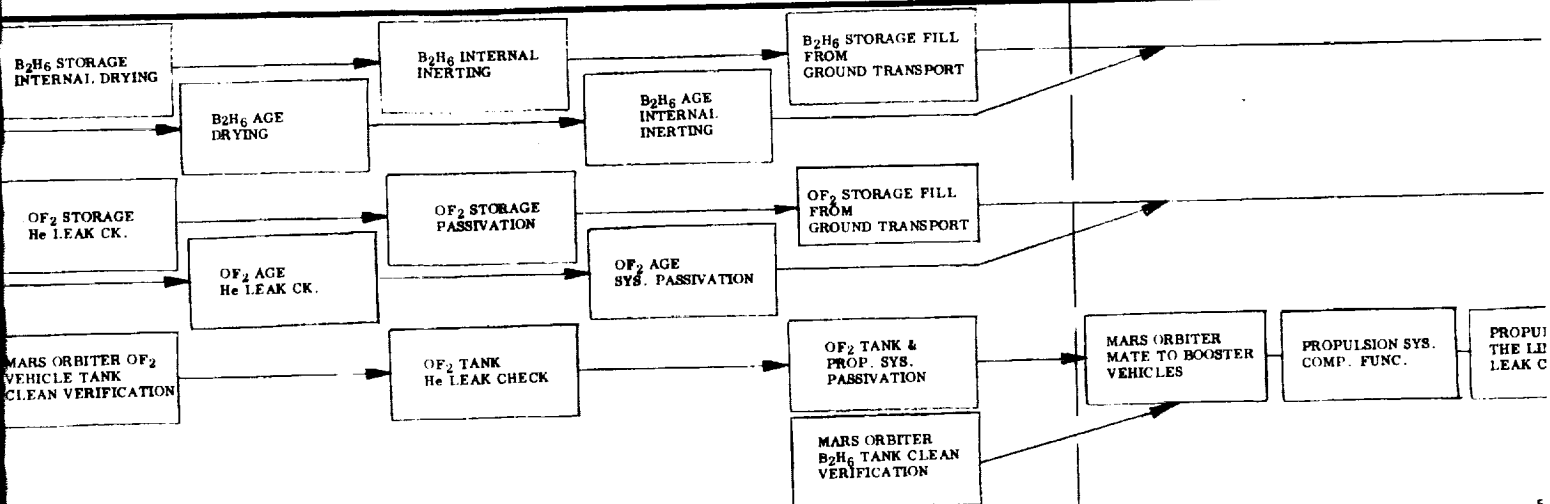 B₂H₆ STORAGE
INTERNAL DRYING
B₂H₆ INTERNAL
INERTING
B₂H₆ STORAGE FILL
FROM
GROUND TRANSPORT
B₂H₆ AGE
DRYING
B₂H₆ AGE
INTERNAL
INERTING
OF₂ STORAGE
He LEAK CK.
OF₂ STORAGE
PASSIVATION
OF₂ STORAGE FILL
FROM
GROUND TRANSPORT
OF₂ AGE
He LEAK CK.
OF₂ AGE
SYS. PASSIVATION
MARS ORBITER OF₂
VEHICLE TANK
CLEAN VERIFICATION
OF₂ TANK
He LEAK CHECK
OF₂ TANK &
PROP. SYS.
PASSIVATION
MARS ORBITER
MATE TO BOOSTER
VEHICLES
PROPULSION SYS.
COMP. FUNC.
THE
LEAK
MARS ORBITER
B₂H₆ TANK CLEAN
VERIFICATION